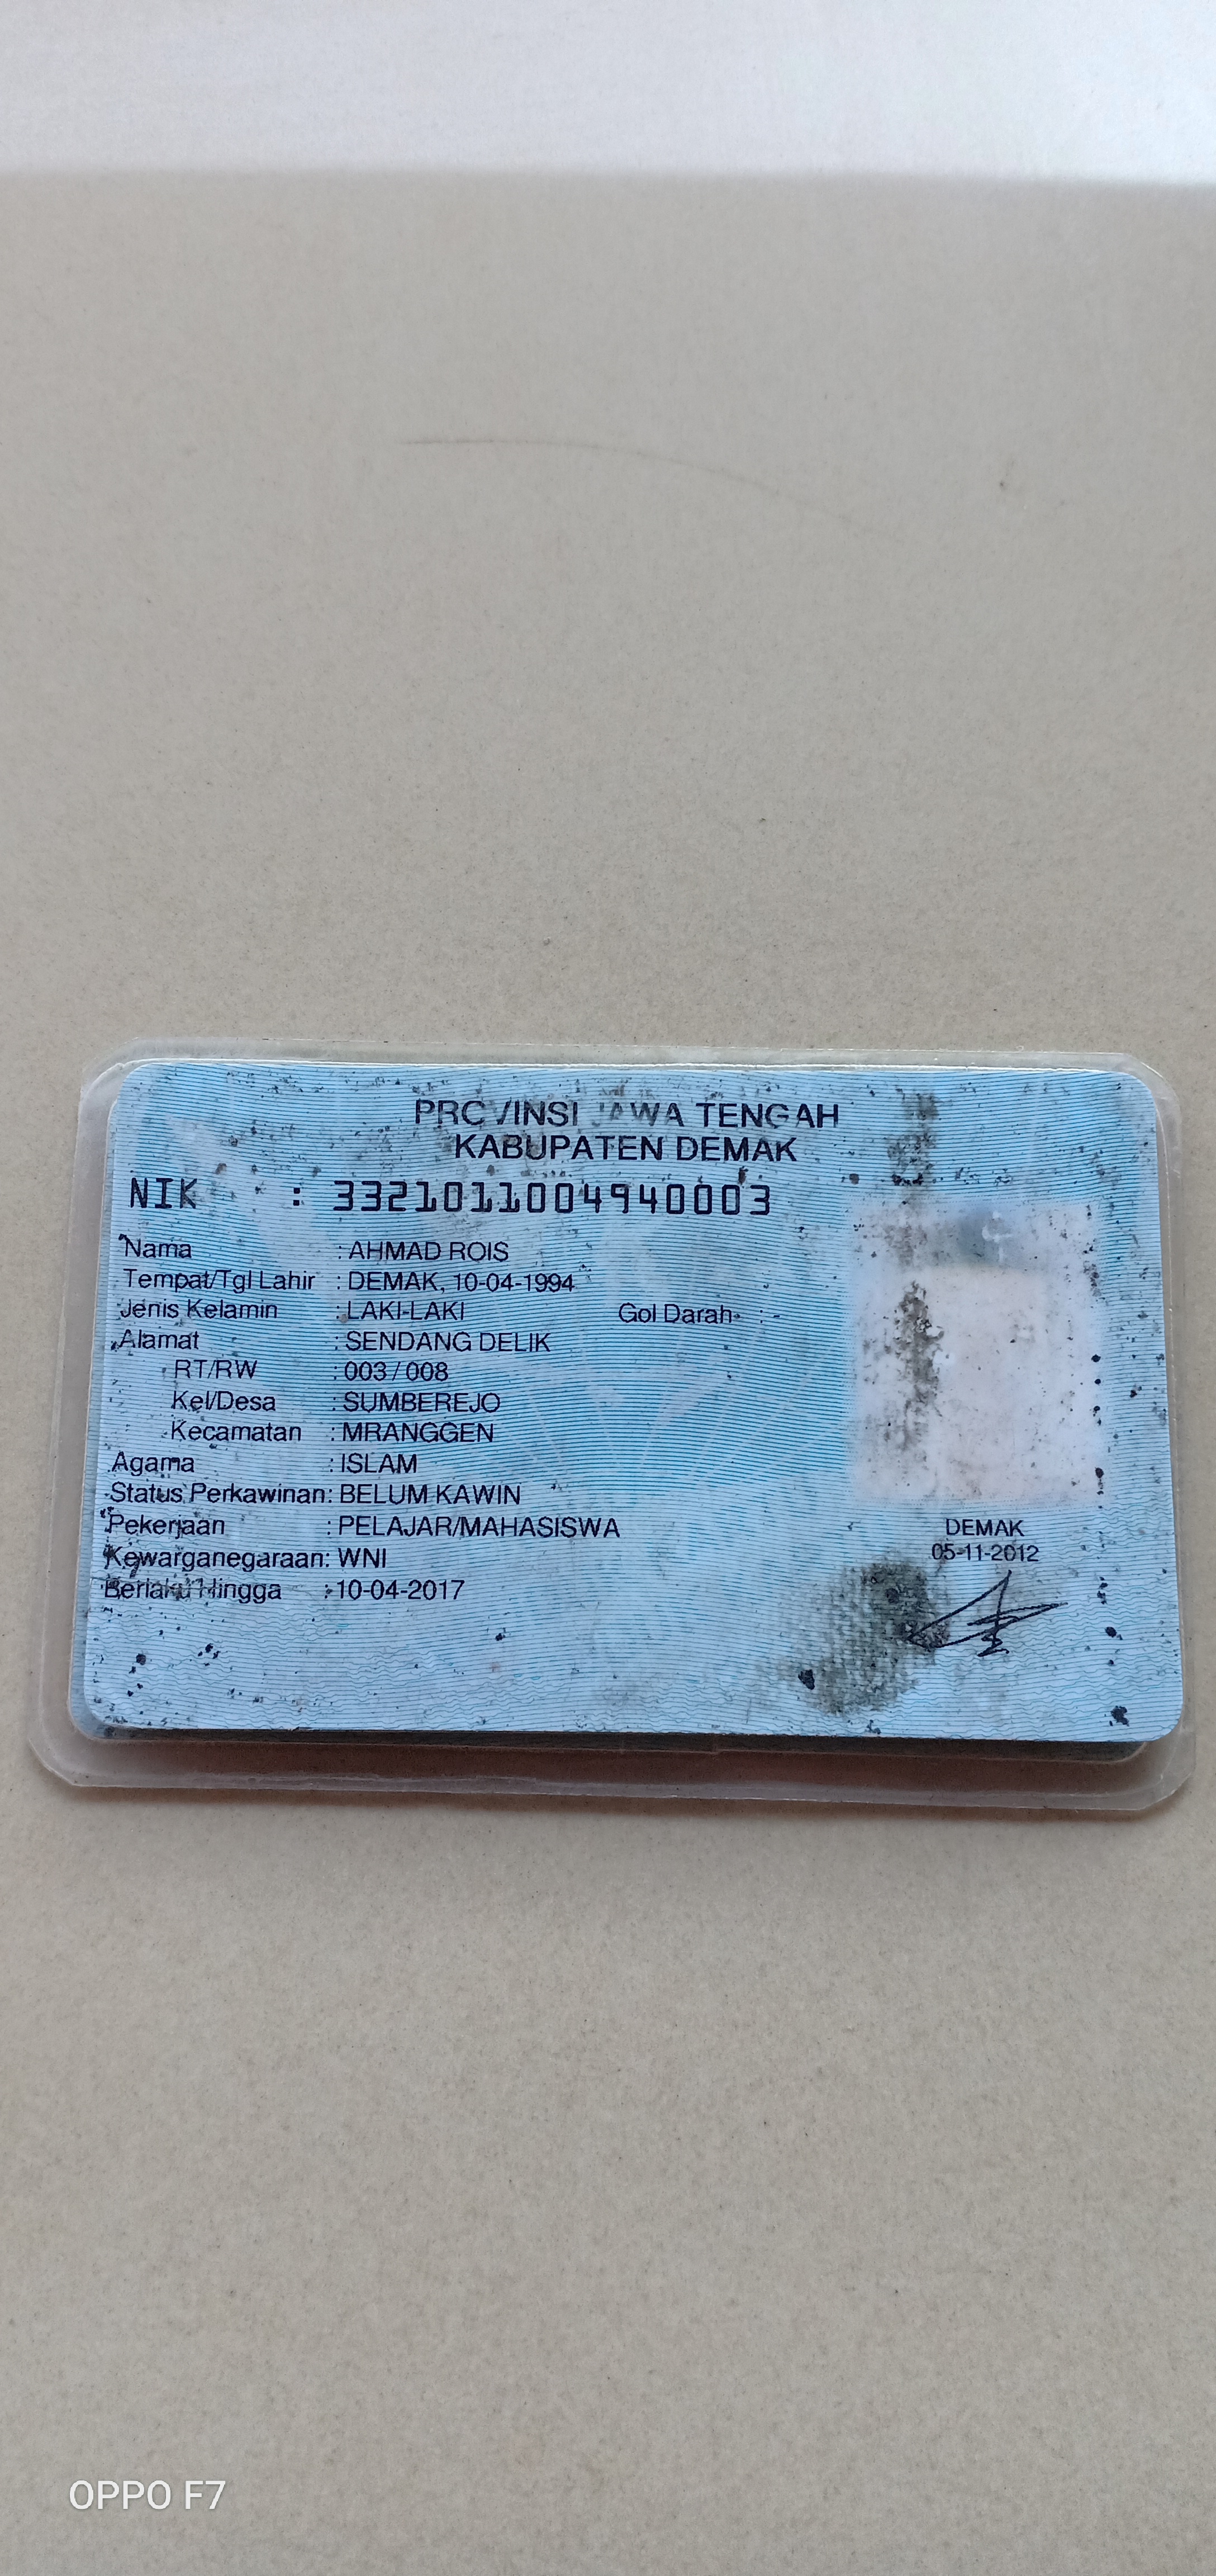 PROVINSI JAWA TENGAH
KABUPATEN DEMAK
NIK : 3321011004940003
Nama : AHMAD ROIS
Tempat/Tgl Lahir : DEMAK, 10-04-1994
Jenis Kelamin : LAKI-LAKI Gol Darah : -
Alamat : SENDANG DELIK
RT/RW : 003 / 008
Kel/Desa : SUMBEREJO
Kecamatan : MRANGGEN
Agama : ISLAM
Status Perkawinan: BELUM KAWIN
Pekerjaan : PELAJAR/MAHASISWA
Kewarganegaraan: WNI
Berlaku Hingga : 10-04-2017
DEMAK
05-11-2012
OPPO F7